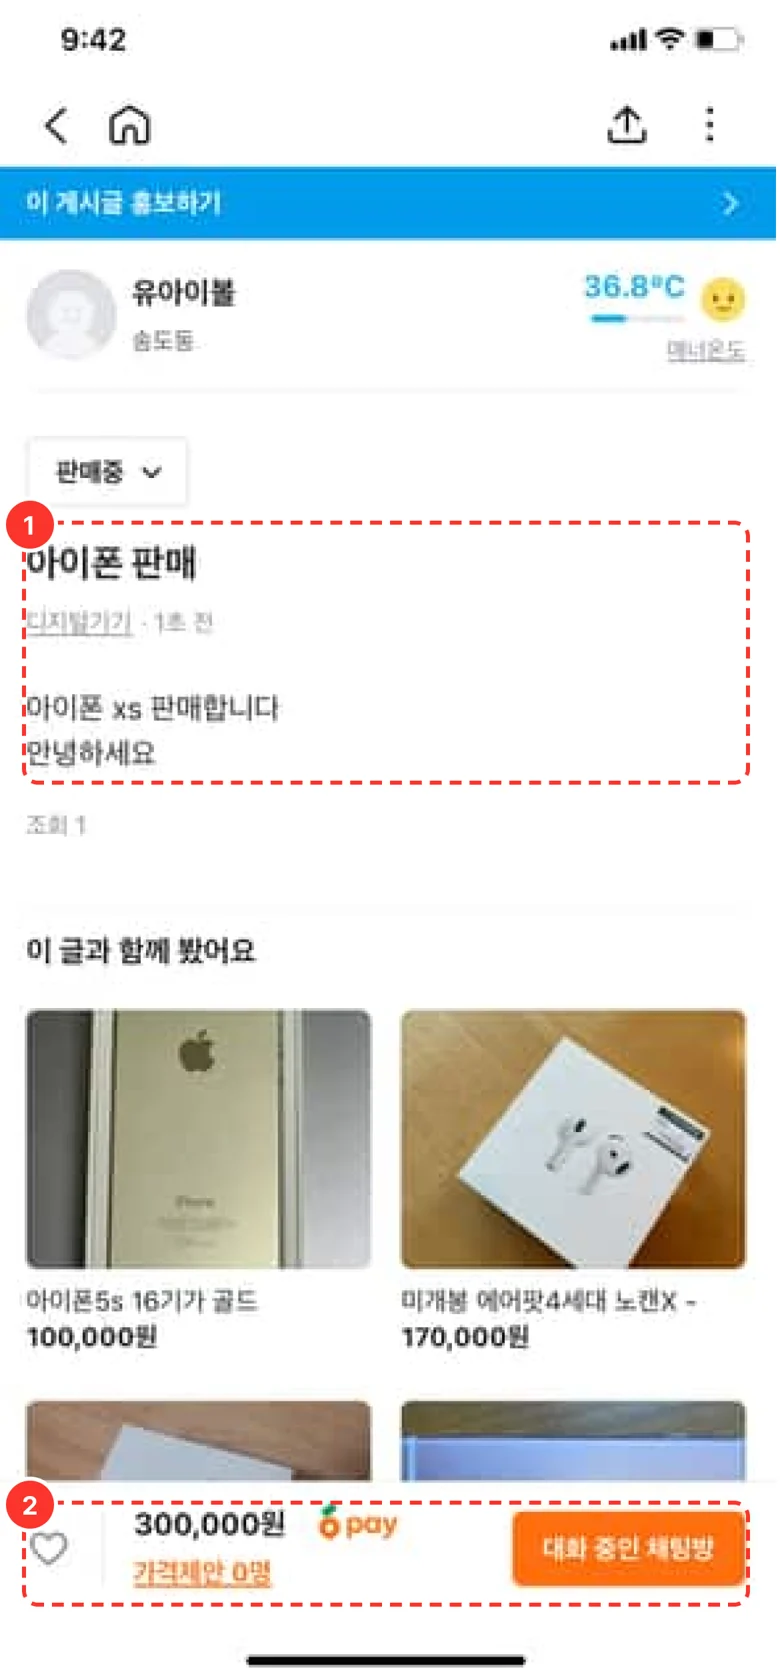 9:42
이 게시글 홍보하기
유아이볼
36.8°C
송도동
매너온도
판매중
1
아이폰 판매
디지털기기 · 1초 전
아이폰 xs 판매합니다
안녕하세요
조회 1
이 글과 함께 봤어요
iPhone
아이폰5s 16기가 골드
100,000원
미개봉 에어팟4세대 노캔X -
170,000원
2
300,000원
pay
가격제안 0명
대화 중인 채팅방